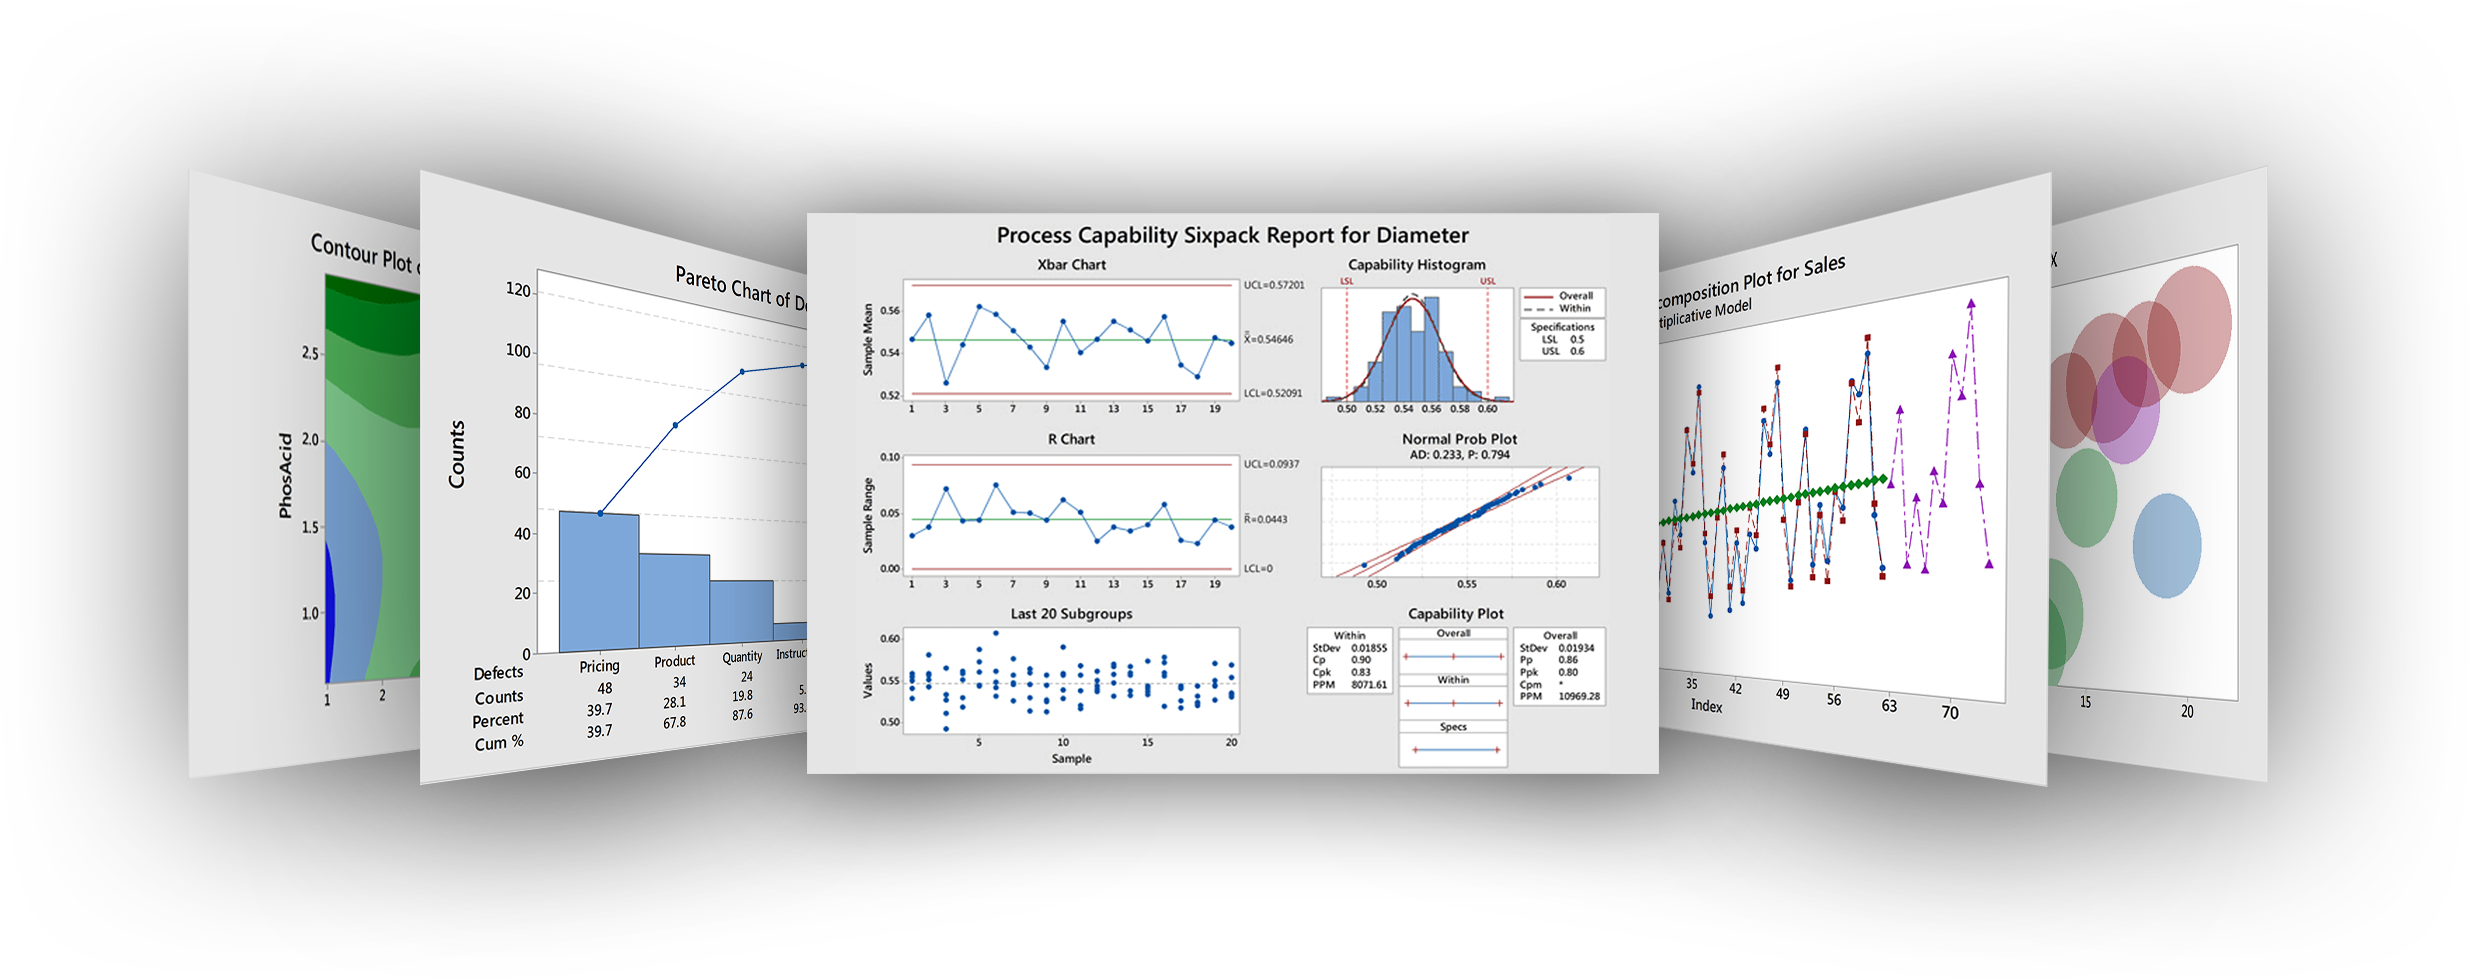 Contour Plot
PhosAcid
2.5
2.0
1.5
1.0
1
2
Pareto Chart of
Counts
120
100
80
60
40
20
0
Defects Pricing Product Quantity
Counts 48 34 24
Percent 39.7 28.1 19.8
Cum % 39.7 67.8 87.6
Process Capability Sixpack Report for Diameter
Xbar Chart
Sample Mean
0.56
0.54
0.52
UCL=0.57201
X̿=0.54646
LCL=0.52091
1 3 5 7 9 11 13 15 17 19
R Chart
Sample Range
0.10
0.05
0.00
UCL=0.0937
R̅=0.0443
LCL=0
1 3 5 7 9 11 13 15 17 19
Last 20 Subgroups
Values
0.60
0.55
0.50
5 10 15 20
Sample
Capability Histogram
LSL USL
0.50 0.52 0.54 0.56 0.58 0.60
Overall
Within
Specifications
LSL 0.5
USL 0.6
Normal Prob Plot
AD: 0.233, P: 0.794
0.50 0.55 0.60
Capability Plot
Within
StDev 0.01855
Cp 0.90
Cpk 0.83
PPM 8071.61
Overall
Within
Specs
Overall
StDev 0.01934
Pp 0.86
Ppk 0.80
Cpm *
PPM 10969.28
composition Plot for Sales
tiplicative Model
35 42 49 56 63 70
Index
X
15 20